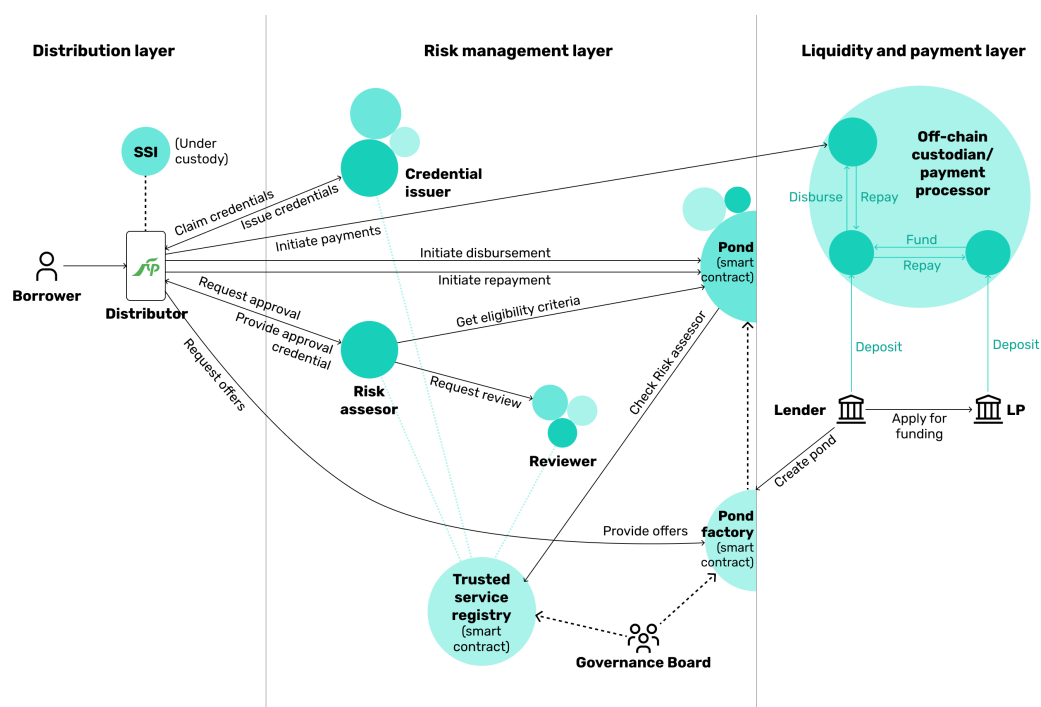 Distribution layer
Risk management layer
Liquidity and payment layer
SSI
(Under
custody)
Credential
issuer
Off-chain
custodian/
payment
processor
Disburse
Repay
Claim credentials
Issue credentials
Initiate payments
Initiate disbursement
Initiate repayment
Pond
(smart
contract)
Fund
Repay
Borrower
Distributor
Request approval
Provide approval
credential
Get eligibility criteria
Request offers
Risk
assesor
Request review
Reviewer
Check Risk assessor
Deposit
Deposit
Lender
Apply for
funding
LP
Create pond
Provide offers
Pond
factory
(smart
contract)
Trusted
service
registry
(smart
contract)
Governance Board